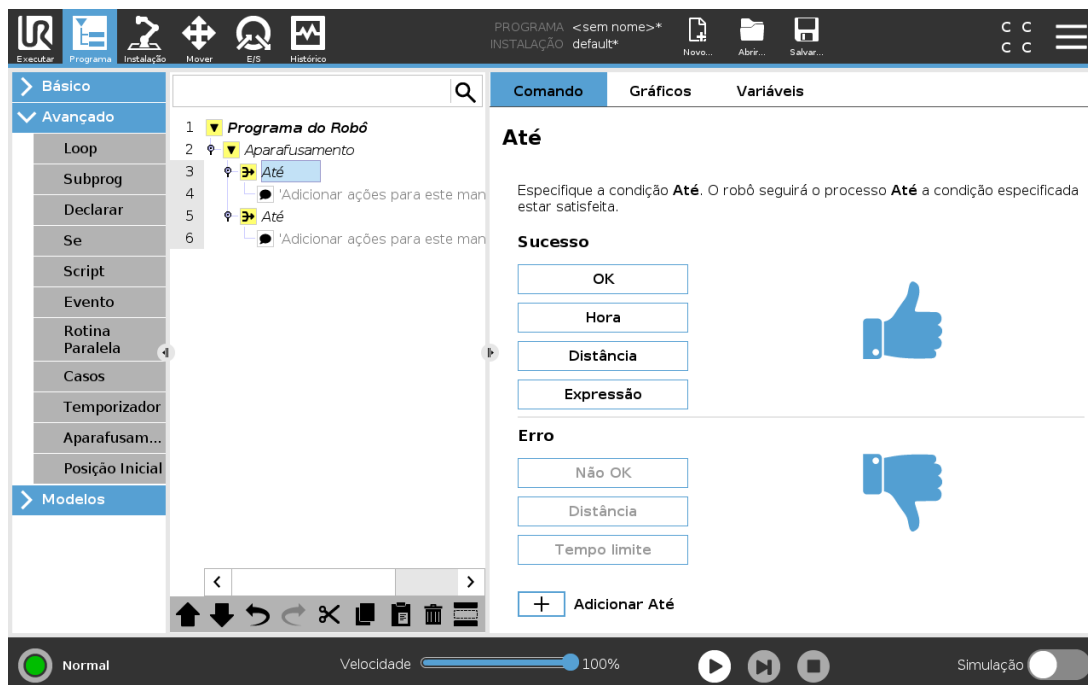 PROGRAMA <sem nome>*
INSTALAÇÃO default*
Executar
Programa
Instalação
Mover
E/S
Histórico
Novo...
Abrir...
Salvar...
C C
C C
Básico
Avançado
Loop
Subprog
Declarar
Se
Script
Evento
Rotina
Paralela
Casos
Temporizador
Aparafusam...
Posição Inicial
Modelos
1 Programa do Robô
2 Aparafusamento
3 Até
4 'Adicionar ações para este man
5 Até
6 'Adicionar ações para este man
Comando Gráficos Variáveis
Até
Especifique a condição Até. O robô seguirá o processo Até a condição especificada
estar satisfeita.
Sucesso
OK
Hora
Distância
Expressão
Erro
Não OK
Distância
Tempo limite
+ Adicionar Até
Normal
Velocidade 100%
Simulação